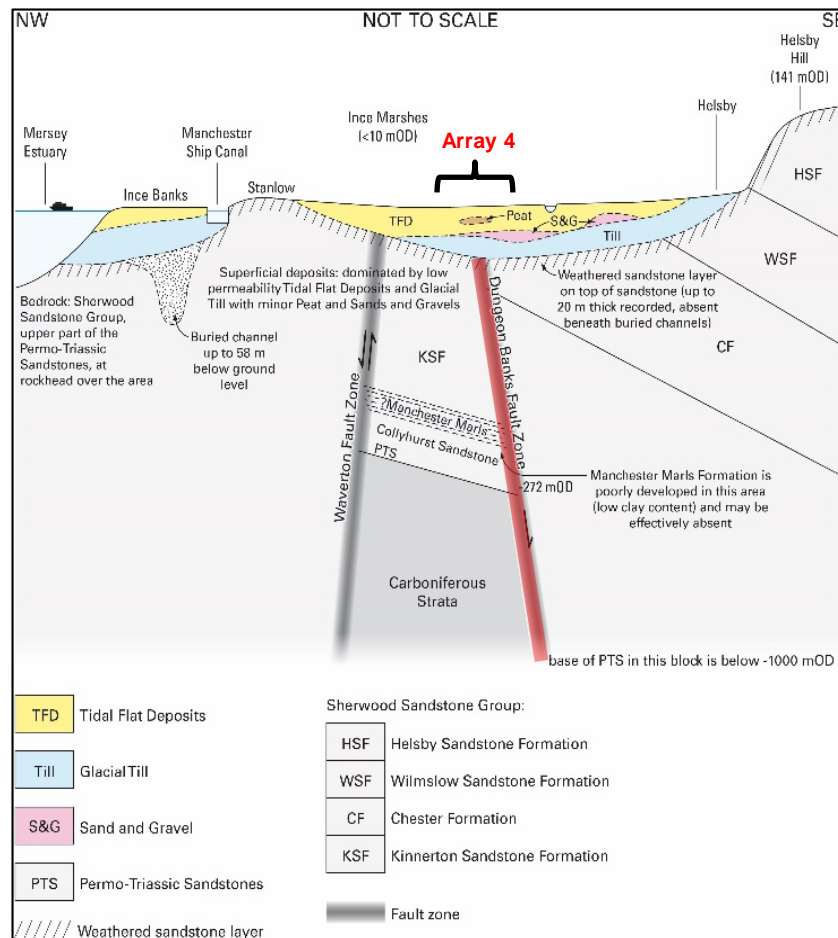 NW
NOT TO SCALE
SE
Helsby
Hill
(141 mOD)
Ince Marshes
(<10 mOD)
Helsby
Mersey
Estuary
Manchester
Ship Canal
Array 4
Ince Banks
Stanlow
HSF
TFD
Peat
S&G
Till
WSF
Superficial deposits: dominated by low
permeability Tidal Flat Deposits and Glacial
Till with minor Peat and Sands and Gravels
Weathered sandstone layer
on top of sandstone (up to
20 m thick recorded, absent
beneath buried channels)
Bedrock: Sherwood
Sandstone Group,
upper part of the
Permo-Triassic
Sandstones, at
rockhead over the area
Buried channel
up to 58 m
below ground
level
CF
KSF
Waverton Fault Zone
Dungeon Banks Fault Zone
?Manchester Marls
Collyhurst Sandstone
PTS
-272 mOD
Manchester Marls Formation is
poorly developed in this area
(low clay content) and may be
effectively absent
Carboniferous
Strata
base of PTS in this block is below -1000 mOD
TFD Tidal Flat Deposits
Till Glacial Till
S&G Sand and Gravel
PTS Permo-Triassic Sandstones
Weathered sandstone layer
Sherwood Sandstone Group:
HSF Helsby Sandstone Formation
WSF Wilmslow Sandstone Formation
CF Chester Formation
KSF Kinnerton Sandstone Formation
Fault zone